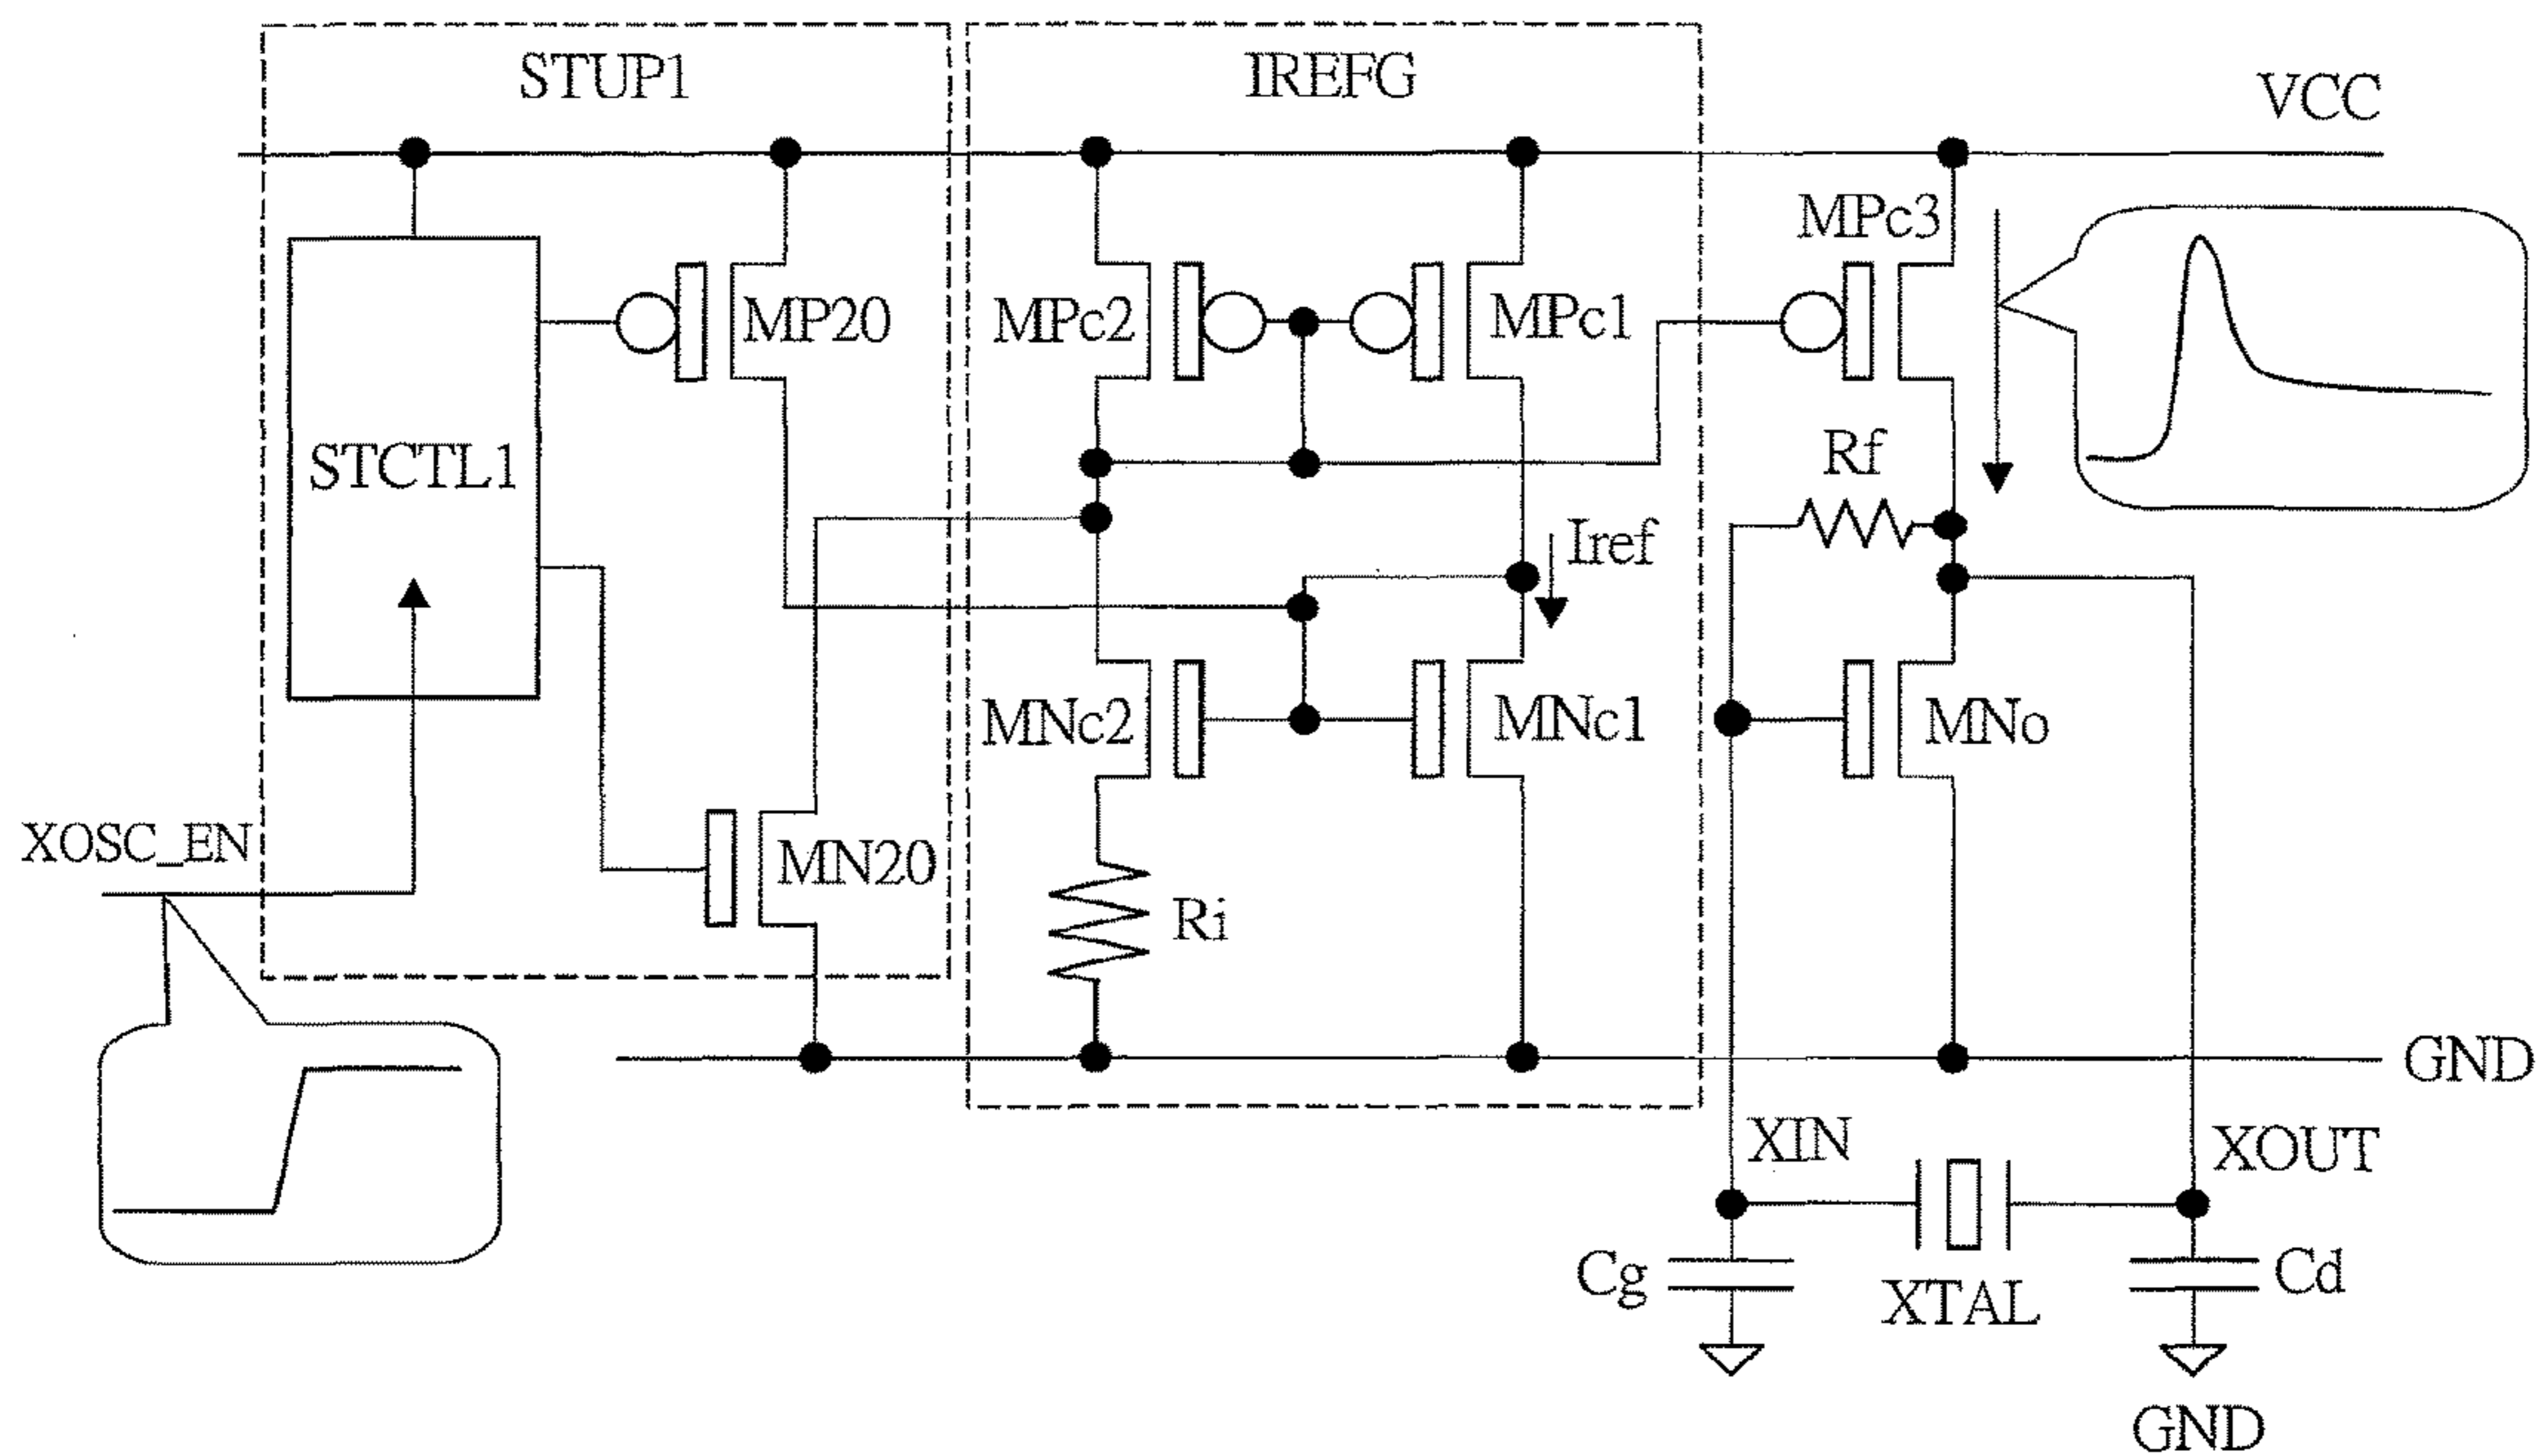 STUP1
IREFG
VCC
MPc3
MP20
MPc2
MPc1
Rf
STCTL1
Iref
MNc2
MNc1
MNo
XOSC_EN
MN20
Ri
GND
XIN
XOUT
Cg
XTAL
Cd
GND